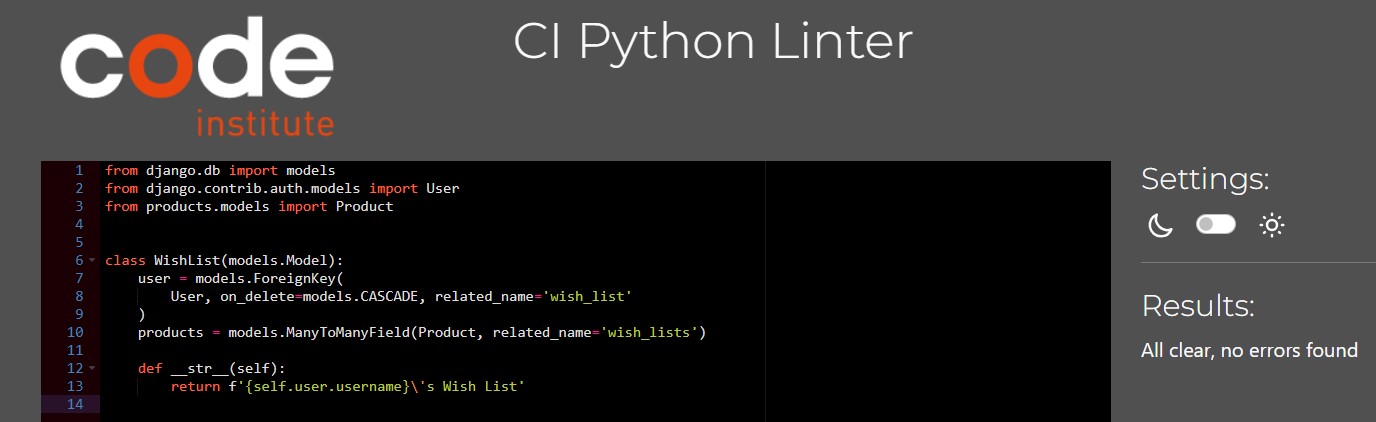 code
institute
CI Python Linter
1 from django.db import models
2 from django.contrib.auth.models import User
3 from products.models import Product
4
5
6 class WishList(models.Model):
7     user = models.ForeignKey(
8         User, on_delete=models.CASCADE, related_name='wish_list'
9     )
10     products = models.ManyToManyField(Product, related_name='wish_lists')
11
12     def __str__(self):
13         return f'{self.user.username}\'s Wish List'
14
Settings:
Results:
All clear, no errors found